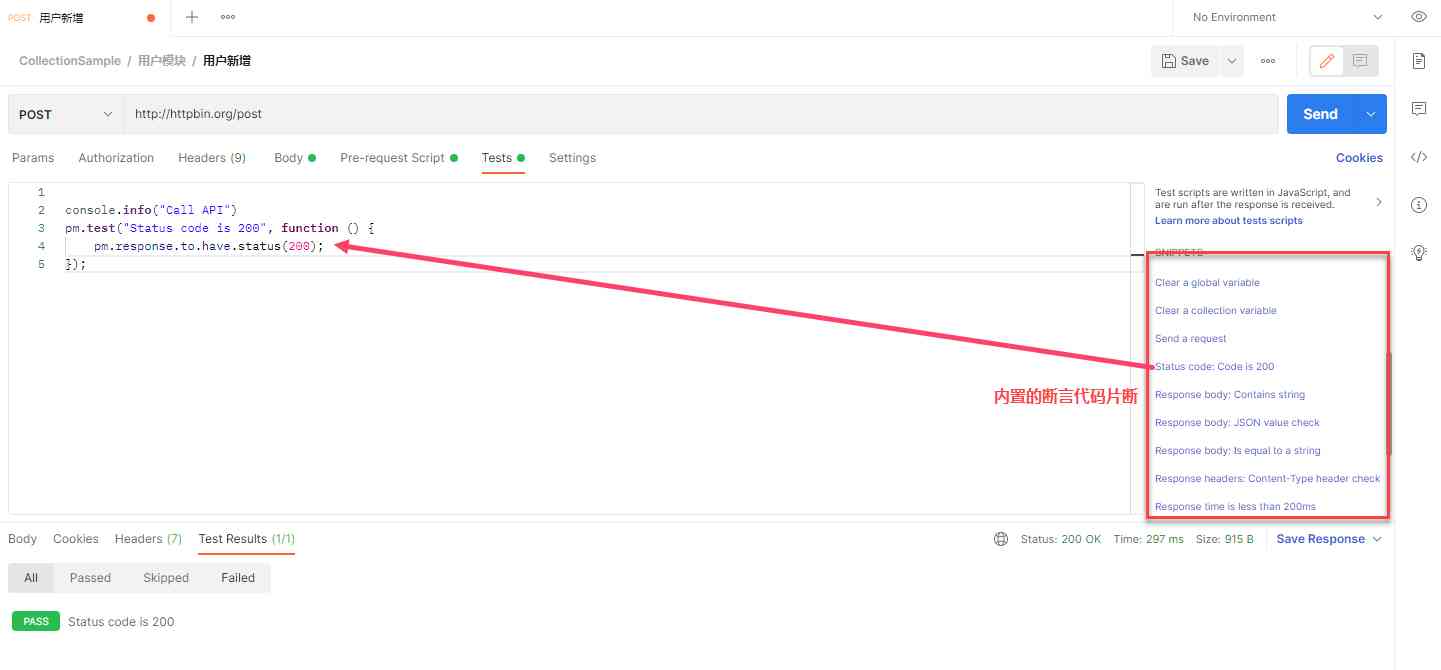 POST 用户新增
No Environment
CollectionSample / 用户模块 / 用户新增
Save
POST http://httpbin.org/post
Send
Params Authorization Headers (9) Body Pre-request Script Tests Settings Cookies
1
2 console.info("Call API")
3 pm.test("Status code is 200", function () {
4 pm.response.to.have.status(200);
5 });
Test scripts are written in JavaScript, and
are run after the response is received.
Learn more about tests scripts
SNIPPETS
Clear a global variable
Clear a collection variable
Send a request
Status code: Code is 200
内置的断言代码片断
Response body: Contains string
Response body: JSON value check
Response body: Is equal to a string
Response headers: Content-Type header check
Response time is less than 200ms
Body Cookies Headers (7) Test Results (1/1) Status: 200 OK Time: 297 ms Size: 915 B Save Response
All Passed Skipped Failed
PASS Status code is 200